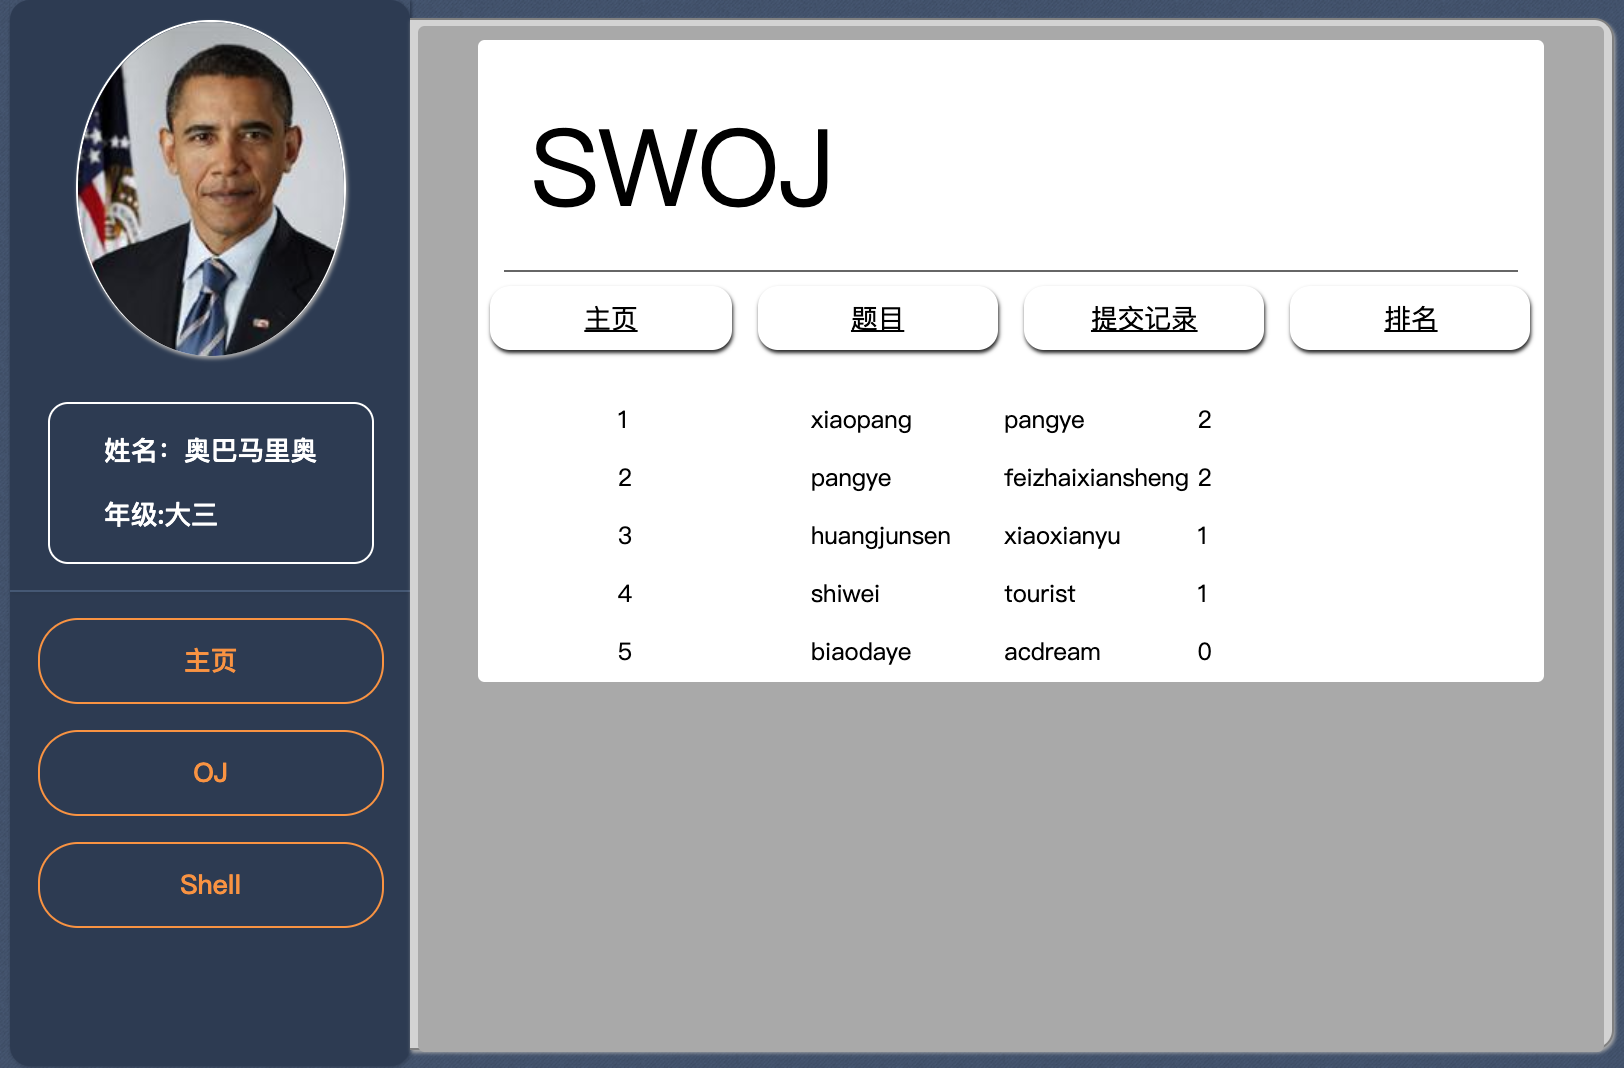 姓名：奥巴马里奥
年级:大三
主页
OJ
Shell
SWOJ
主页 题目 提交记录 排名
1 xiaopang pangye 2
2 pangye feizhaixiansheng 2
3 huangjunsen xiaoxianyu 1
4 shiwei tourist 1
5 biaodaye acdream 0